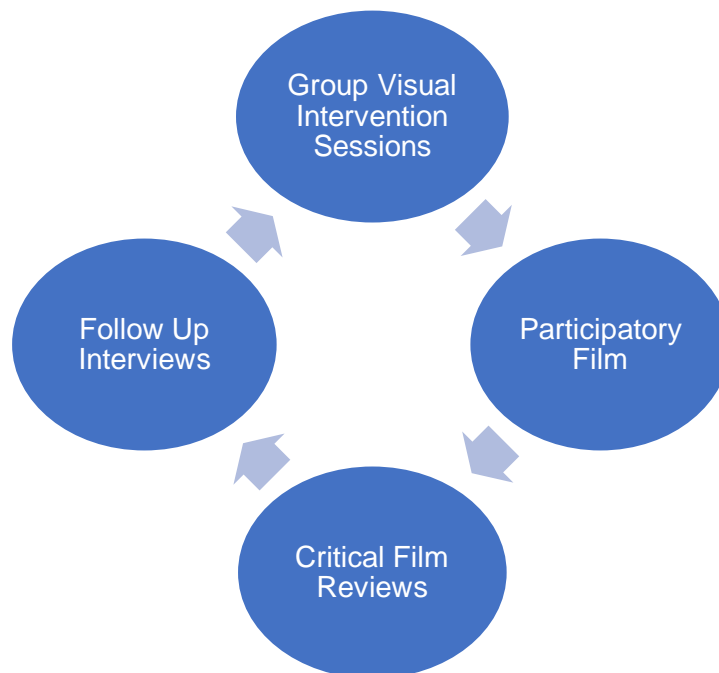 Group Visual
Intervention
Sessions
Participatory
Film
Critical Film
Reviews
Follow Up
Interviews